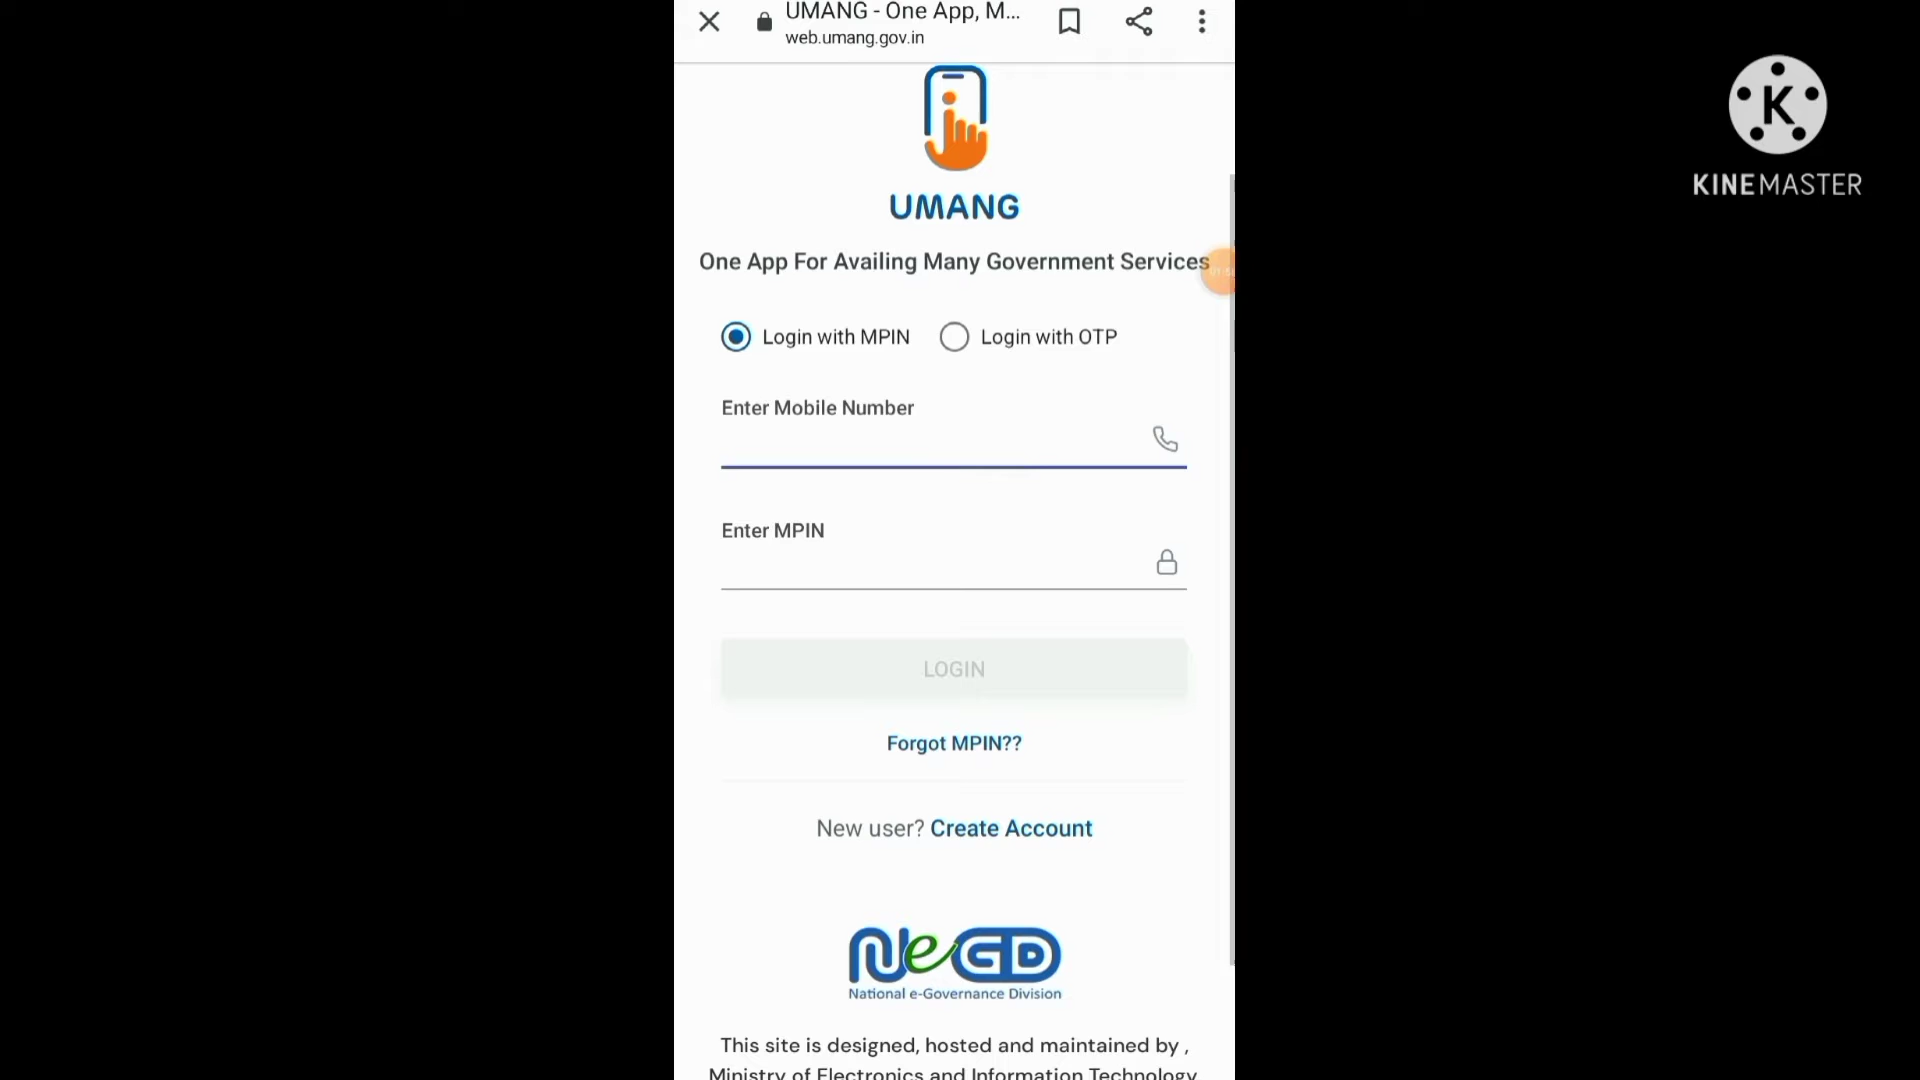 UMANG - One App, M...
web.umang.gov.in
K
KINEMASTER
UMANG
One App For Availing Many Government Services
Login with MPIN
Login with OTP
Enter Mobile Number
Enter MPIN
LOGIN
Forgot MPIN??
New user? Create Account
NeGD
National e-Governance Division
This site is designed, hosted and maintained by ,
Ministry of Electronics and Information Technology